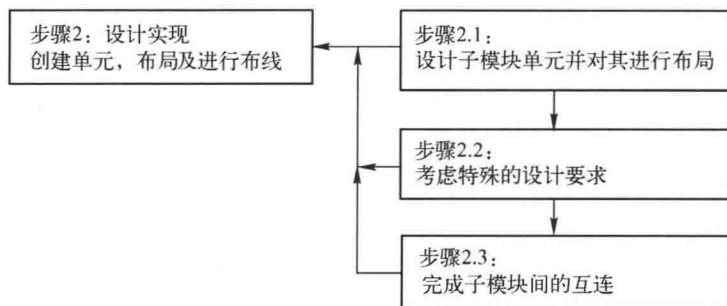 步骤2：设计实现
创建单元，布局及进行布线
步骤2.1：
设计子模块单元并对其进行布局
步骤2.2：
考虑特殊的设计要求
步骤2.3：
完成子模块间的互连